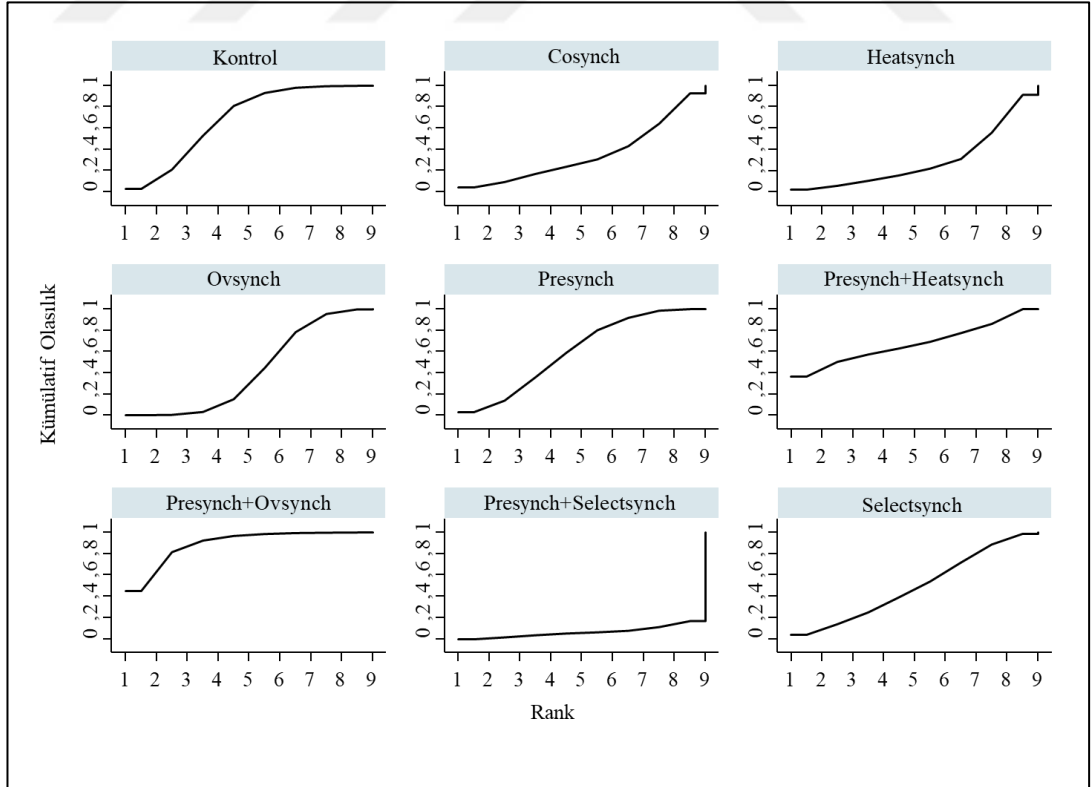 Kontrol
Cosynch
Heatsynch
0 ,2 ,4 ,6 ,8 1
0 ,2 ,4 ,6 ,8 1
0 ,2 ,4 ,6 ,8 1
1 2 3 4 5 6 7 8 9
1 2 3 4 5 6 7 8 9
1 2 3 4 5 6 7 8 9
Kümülatif Olasılık
Ovsynch
Presynch
Presynch+Heatsynch
0 ,2 ,4 ,6 ,8 1
0 ,2 ,4 ,6 ,8 1
0 ,2 ,4 ,6 ,8 1
1 2 3 4 5 6 7 8 9
1 2 3 4 5 6 7 8 9
1 2 3 4 5 6 7 8 9
Presynch+Ovsynch
Presynch+Selectsynch
Selectsynch
0 ,2 ,4 ,6 ,8 1
0 ,2 ,4 ,6 ,8 1
0 ,2 ,4 ,6 ,8 1
1 2 3 4 5 6 7 8 9
1 2 3 4 5 6 7 8 9
1 2 3 4 5 6 7 8 9
Rank